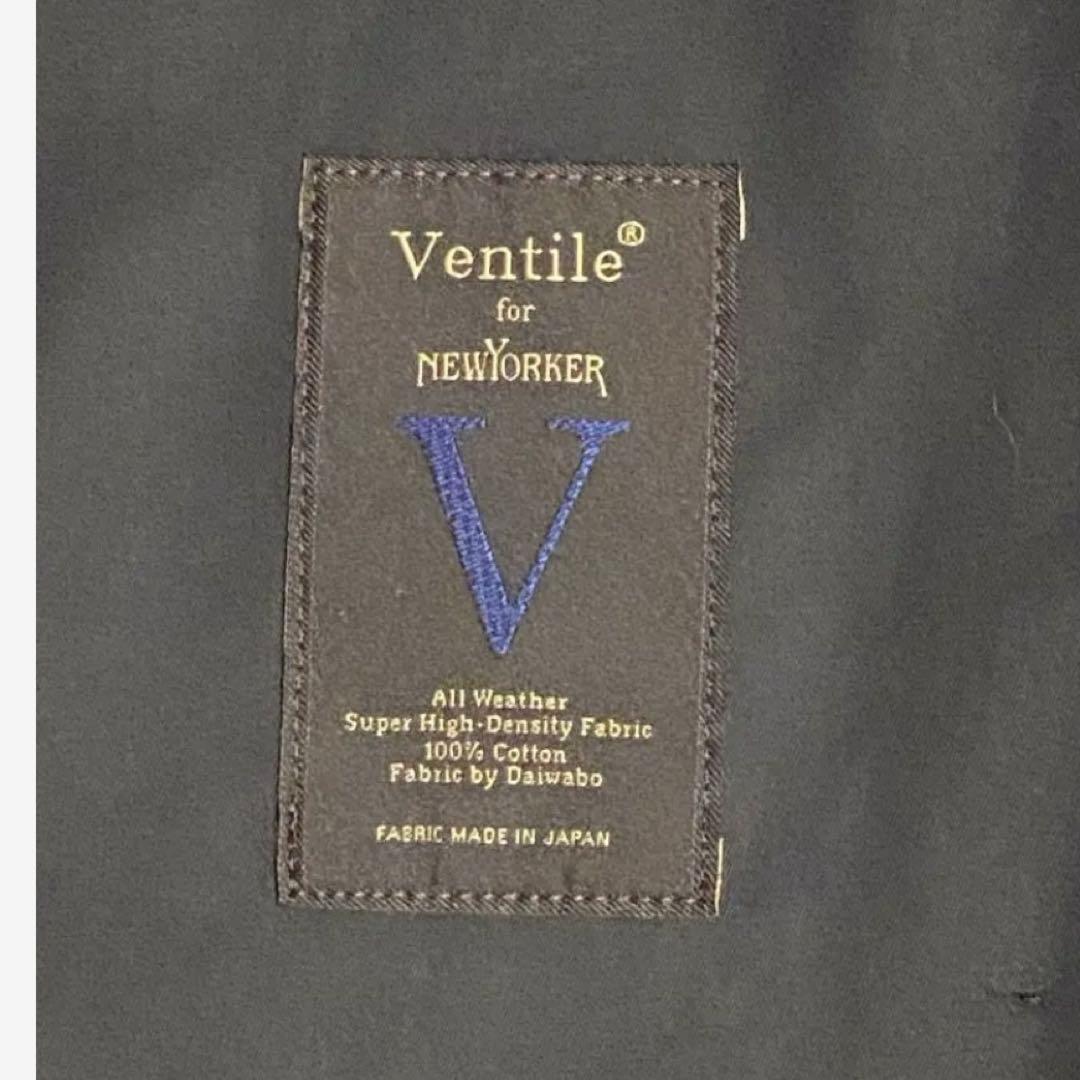 Ventile®
for
NEWYORKER
V
All Weather
Super High-Density Fabric
100% Cotton
Fabric by Daiwabo
FABRIC MADE IN JAPAN